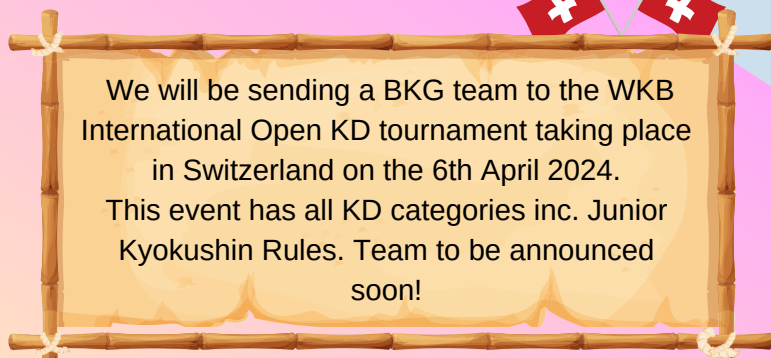 We will be sending a BKG team to the WKB
International Open KD tournament taking place
in Switzerland on the 6th April 2024.
This event has all KD categories inc. Junior
Kyokushin Rules. Team to be announced
soon!